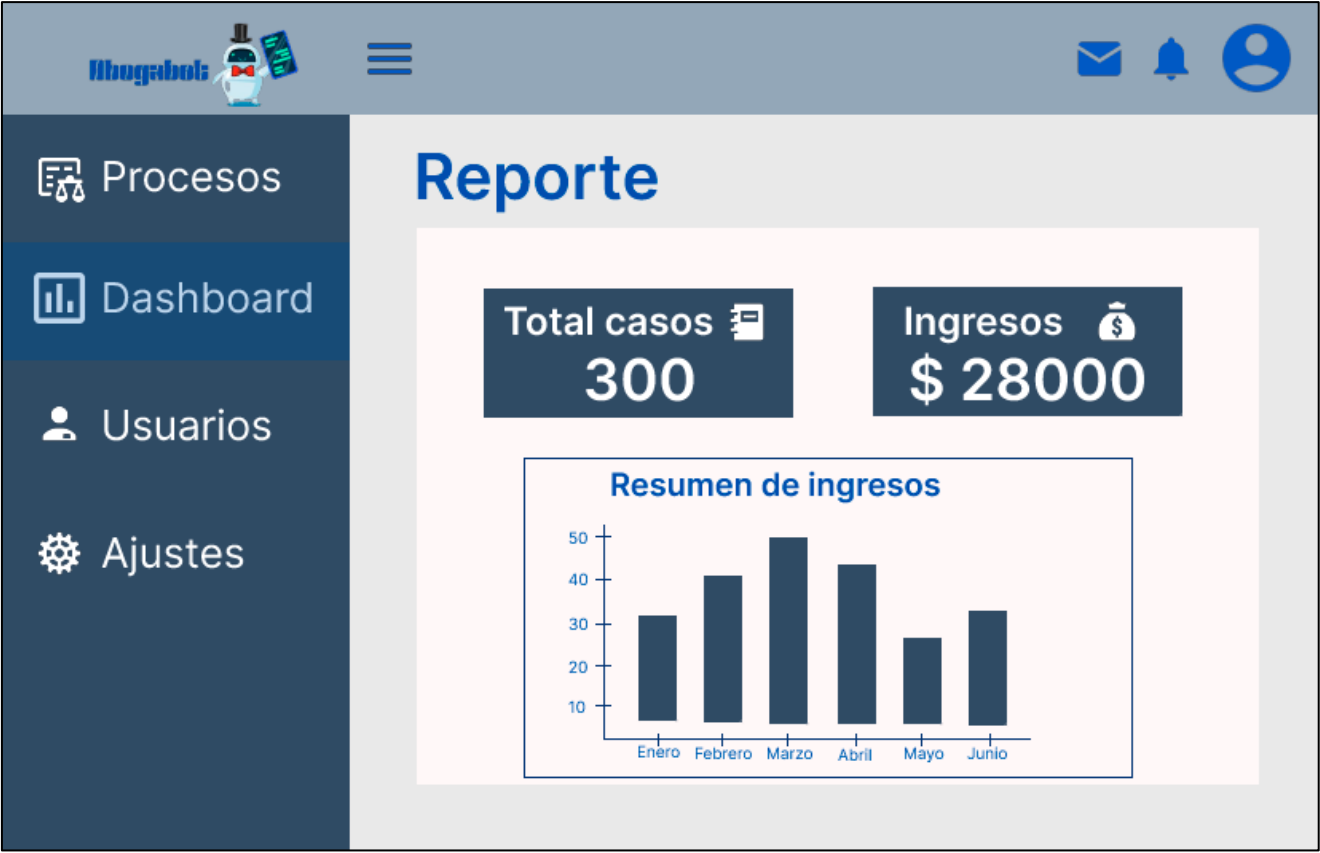 Abogabot
Procesos
Dashboard
Usuarios
Ajustes
Reporte
Total casos
300
Ingresos
$ 28000
Resumen de ingresos
50
40
30
20
10
Enero Febrero Marzo Abril Mayo Junio